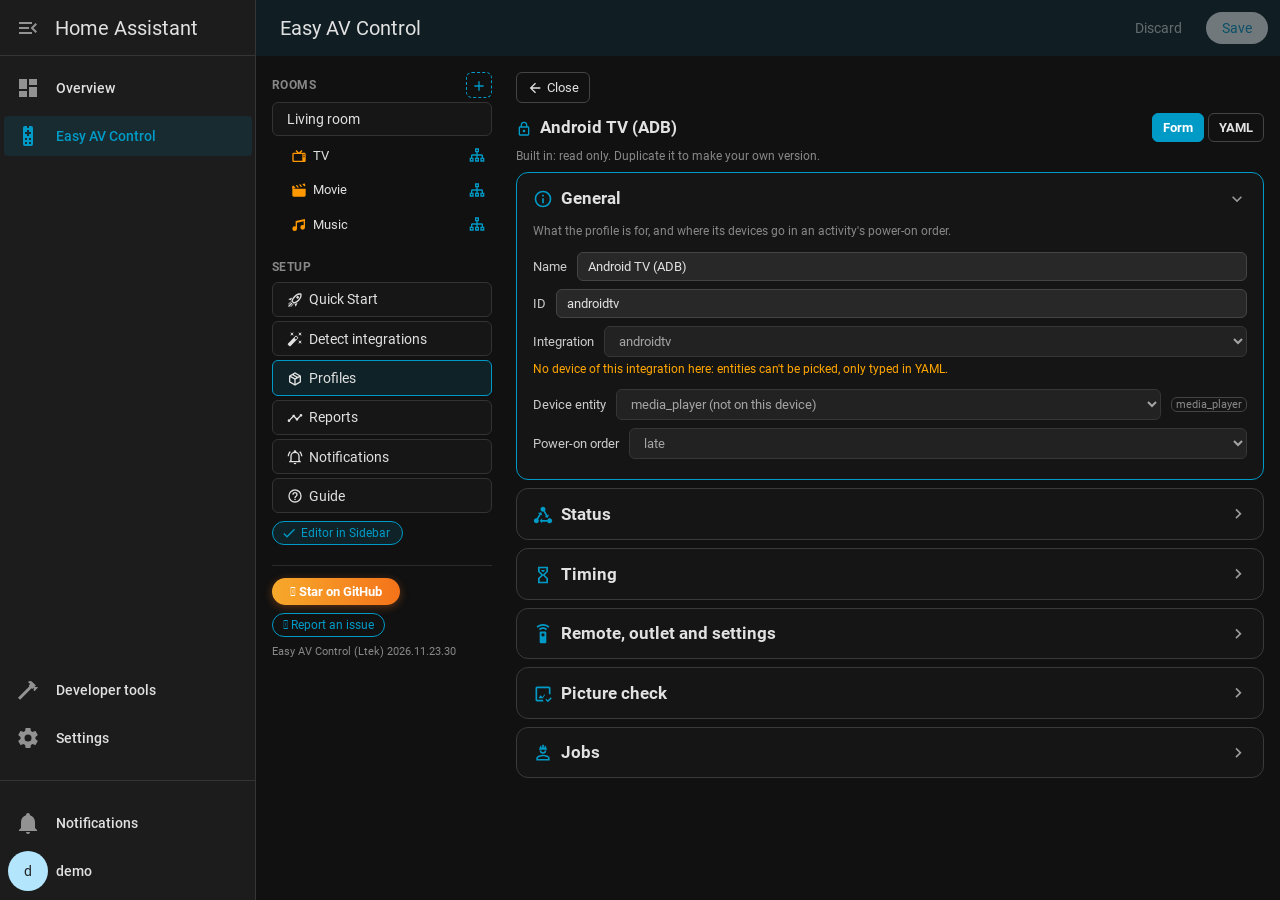 Home Assistant
Easy AV Control
Discard
Save
Overview
Easy AV Control
Developer tools
Settings
Notifications
d
demo
ROOMS
Living room
TV
Movie
Music
SETUP
Quick Start
Detect integrations
Profiles
Reports
Notifications
Guide
Editor in Sidebar
Star on GitHub
Report an issue
Easy AV Control (Ltek) 2026.11.23.30
Close
Android TV (ADB)
Form
YAML
Built in: read only. Duplicate it to make your own version.
General
What the profile is for, and where its devices go in an activity's power-on order.
Name
Android TV (ADB)
ID
androidtv
Integration
androidtv
No device of this integration here: entities can't be picked, only typed in YAML.
Device entity
media_player (not on this device)
media_player
Power-on order
late
Status
Timing
Remote, outlet and settings
Picture check
Jobs